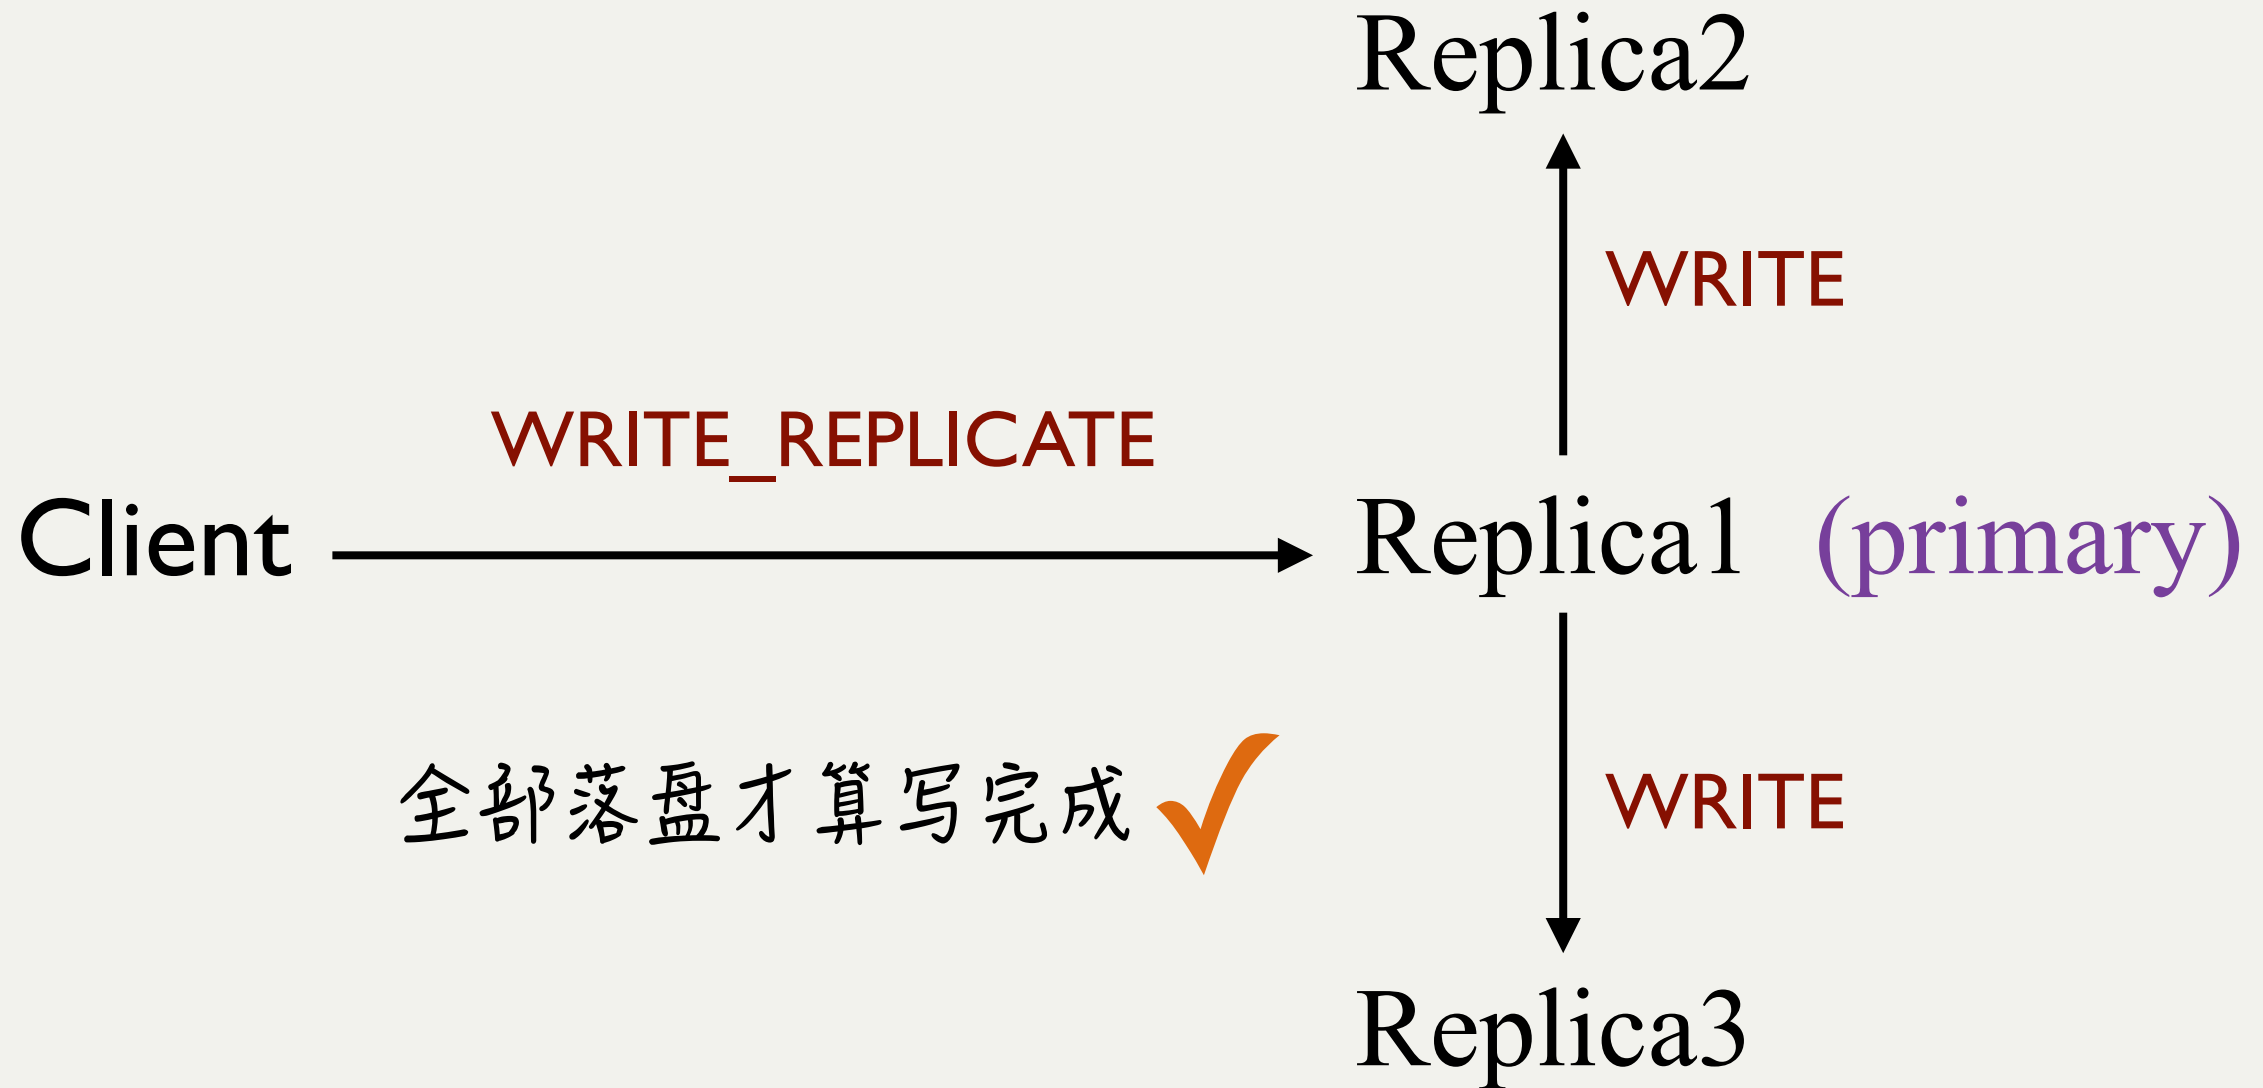 Replica2
WRITE
WRITE_REPLICATE
Client
Replica1 (primary)
全部落盘才算写完成
WRITE
Replica3